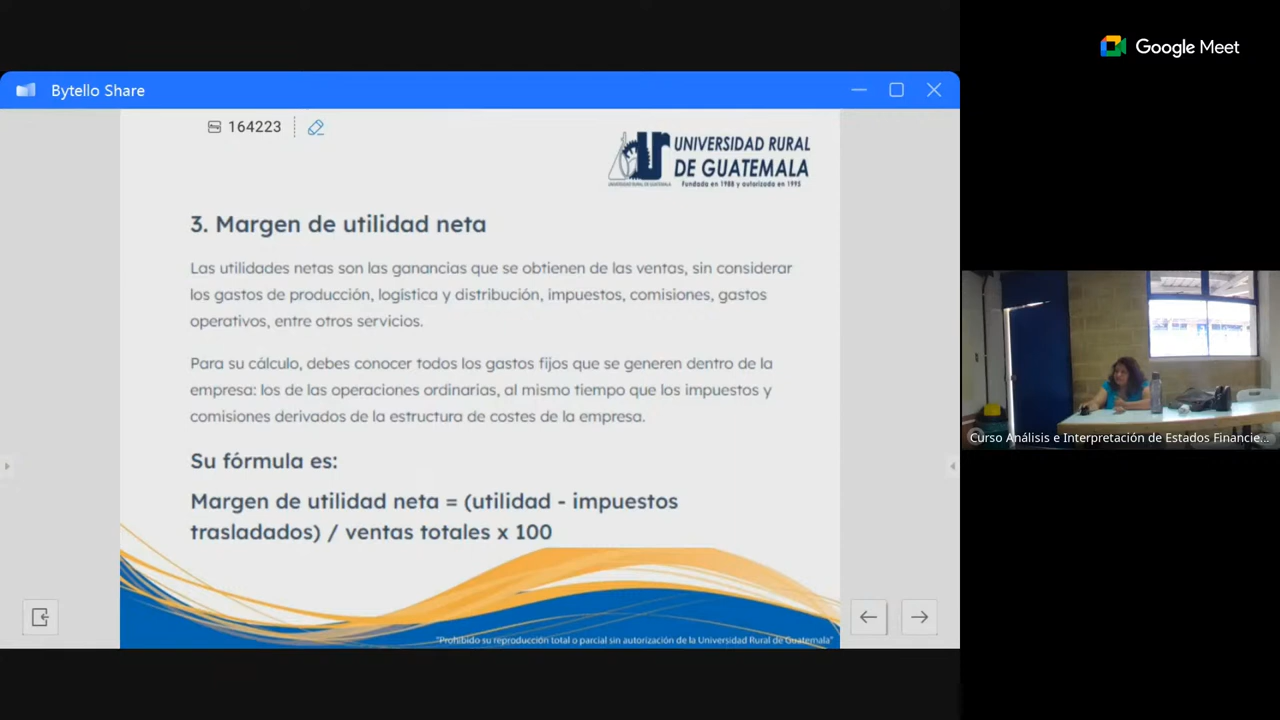 Google Meet
Bytello Share
164223
UNIVERSIDAD RURAL
DE GUATEMALA
Fundada en 1988 y autorizada en 1995
UNIVERSIDAD RURAL DE GUATEMALA
3. Margen de utilidad neta
Las utilidades netas son las ganancias que se obtienen de las ventas, sin considerar
los gastos de producción, logística y distribución, impuestos, comisiones, gastos
operativos, entre otros servicios.
Para su cálculo, debes conocer todos los gastos fijos que se generen dentro de la
empresa: los de las operaciones ordinarias, al mismo tiempo que los impuestos y
comisiones derivados de la estructura de costes de la empresa.
Su fórmula es:
Margen de utilidad neta = (utilidad - impuestos
trasladados) / ventas totales x 100
"Prohibido su reproducción total o parcial sin autorización de la Universidad Rural de Guatemala"
Curso Análisis e Interpretación de Estados Financie...